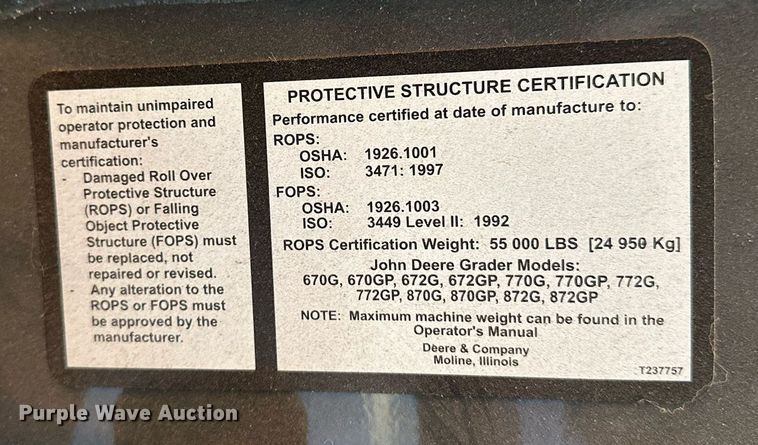 To maintain unimpaired
operator protection and
manufacturer's
certification:
- Damaged Roll Over
Protective Structure
(ROPS) or Falling
Object Protective
Structure (FOPS) must
be replaced, not
repaired or revised.
- Any alteration to the
ROPS or FOPS must
be approved by the
manufacturer.
PROTECTIVE STRUCTURE CERTIFICATION
Performance certified at date of manufacture to:
ROPS:
OSHA: 1926.1001
ISO: 3471: 1997
FOPS:
OSHA: 1926.1003
ISO: 3449 Level II: 1992
ROPS Certification Weight: 55 000 LBS [24 950 Kg]
John Deere Grader Models:
670G, 670GP, 672G, 672GP, 770G, 770GP, 772G,
772GP, 870G, 870GP, 872G, 872GP
NOTE: Maximum machine weight can be found in the
Operator's Manual
Deere & Company
Moline, Illinois
T237757
Purple Wave Auction